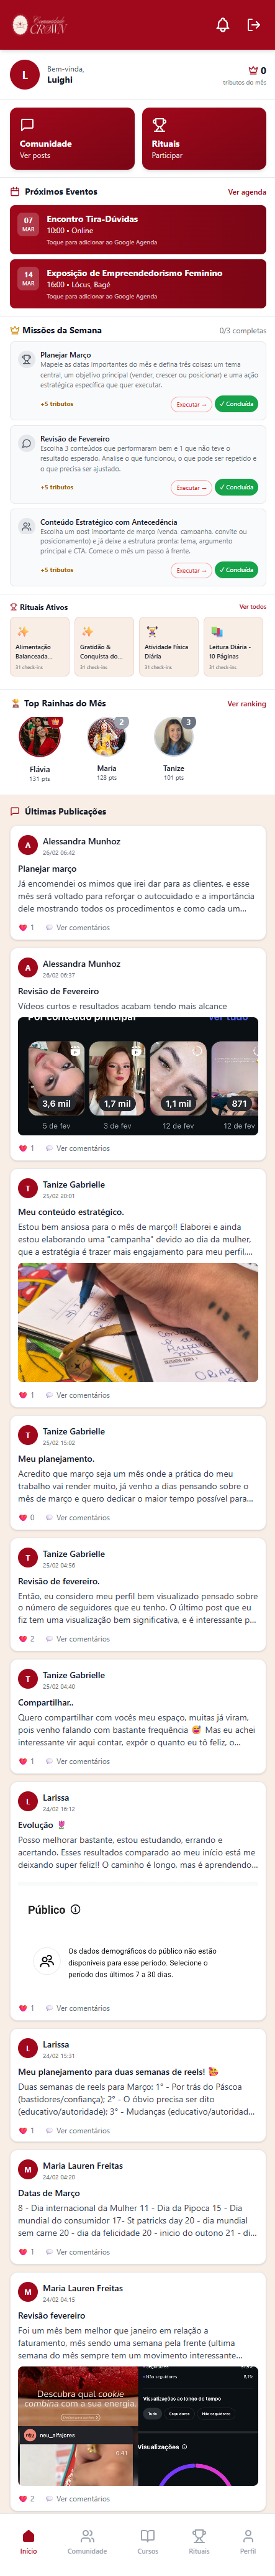 Comunidade
CROWN
L
Bem-vinda,
Luighi
0
tributos do mês
Comunidade
Ver posts
Rituais
Participar
Próximos Eventos
Ver agenda
07
MAR
Encontro Tira-Dúvidas
10:00 • Online
Toque para adicionar ao Google Agenda
14
MAR
Exposição de Empreendedorismo Feminino
16:00 • Lócus, Bagé
Toque para adicionar ao Google Agenda
Missões da Semana
0/3 completas
Planejar Março
Mapeie as datas importantes do mês e defina três coisas: um tema
central, um objetivo principal (vender, crescer ou posicionar) e uma ação
estratégica específica que quer executar.
+5 tributos
Executar →
✓ Concluída
Revisão de Fevereiro
Escolha 3 conteúdos que performaram bem e 1 que não teve o
resultado esperado. Analise o que funcionou, o que pode ser repetido e
o que precisa ser ajustado.
+5 tributos
Executar →
✓ Concluída
Conteúdo Estratégico com Antecedência
Escolha um post importante do março (venda, campanha, convite ou
posicionamento) e já deixe a estrutura pronta: tema, argumento
principal e CTA. Comece o mês um passo à frente.
+5 tributos
Executar →
✓ Concluída
Rituais Ativos
Ver todos
Alimentação
Balanceada...
31 check-ins
Gratidão &
Conquista do...
31 check-ins
Atividade Física
Diária
31 check-ins
Leitura Diária -
10 Páginas
31 check-ins
Top Rainhas do Mês
Ver ranking
Flávia
131 pts
2
Maria
128 pts
3
Tanize
101 pts
Últimas Publicações
A
Alessandra Munhoz
26/02 06:42
Planejar março
Já encomendei os mimos que irei dar para as clientes, e esse
mês será voltado para reforçar o autocuidado e a importância
dele mostrando todos os procedimentos e como cada um...
1
Ver comentários
A
Alessandra Munhoz
26/02 06:37
Revisão de Fevereiro
Vídeos curtos e resultados acabam tendo mais alcance
Por conteúdo principal
Ver tudo
3,6 mil
1,7 mil
1,1 mil
871
5 de fev
3 de fev
12 de fev
12 de fev
1
Ver comentários
T
Tanize Gabrielle
25/02 20:01
Meu conteúdo estratégico.
Estou bem ansiosa para o mês de março!! Elaborei e ainda
estou elaborando uma "campanha" devido ao dia da mulher,
que a estratégia é trazer mais engajamento para meu perfil,...
1
Ver comentários
T
Tanize Gabrielle
25/02 15:02
Meu planejamento.
Acredito que março seja um mês onde a prática do meu
trabalho vai render muito, já venho a dias pensando sobre o
mês de março e quero dedicar o maior tempo possível para...
0
Ver comentários
T
Tanize Gabrielle
25/02 04:56
Revisão de fevereiro.
Então, eu considero meu perfil bem visualizado pensado sobre
o número de seguidores que eu tenho. O último post que eu
fiz tem uma visualização bem significativa, e é interessante p...
2
Ver comentários
T
Tanize Gabrielle
25/02 04:40
Compartilhar..
Quero compartilhar com vocês meu espaço, muitas já viram,
pois venho falando com bastante frequência 😅 Mas eu achei
interessante vir aqui contar, expôr o quanto eu tô feliz, o...
1
Ver comentários
L
Larissa
24/02 16:12
Evolução 🌷
Posso melhorar bastante, estou estudando, errando e
acertando. Esses resultados comparado ao meu início está me
deixando super feliz!! O caminho é longo, mas é aprendendo...
Público
Os dados demográficos do público não estão
disponíveis para esse período. Selecione o
período dos últimos 7 a 30 dias.
1
Ver comentários
L
Larissa
24/02 15:31
Meu planejamento para duas semanas de reels! 🥰
Duas semanas de reels para Março: 1° - Por trás do Páscoa
(bastidores/confiança); 2° - O óbvio precisa ser dito
(educativo/autoridade); 3° - Mudanças (educativo/autoridad...
1
Ver comentários
M
Maria Lauren Freitas
24/02 04:20
Datas de Março
8 - Dia internacional da Mulher 11 - Dia da Pipoca 15 - Dia
mundial do consumidor 17- St patricks day 20 - dia mundial
sem carne 20 - dia da felicidade 20 - inicio do outono 21 - di...
1
Ver comentários
M
Maria Lauren Freitas
24/02 04:15
Revisão fevereiro
Foi um mês bem melhor que janeiro em relação a
faturamento, mês sendo uma semana pela frente (ultima
semana do mês sempre tem um movimento interessante...
Descubra qual cookie
combina com a sua energia.
neu_alfajores
0:41
Não seguidores
8,1%
Visualizações ao longo do tempo
Tudo
Seguidores
Não seguidores
Visualizações
2
Ver comentários
Início
Comunidade
Cursos
Rituais
Perfil